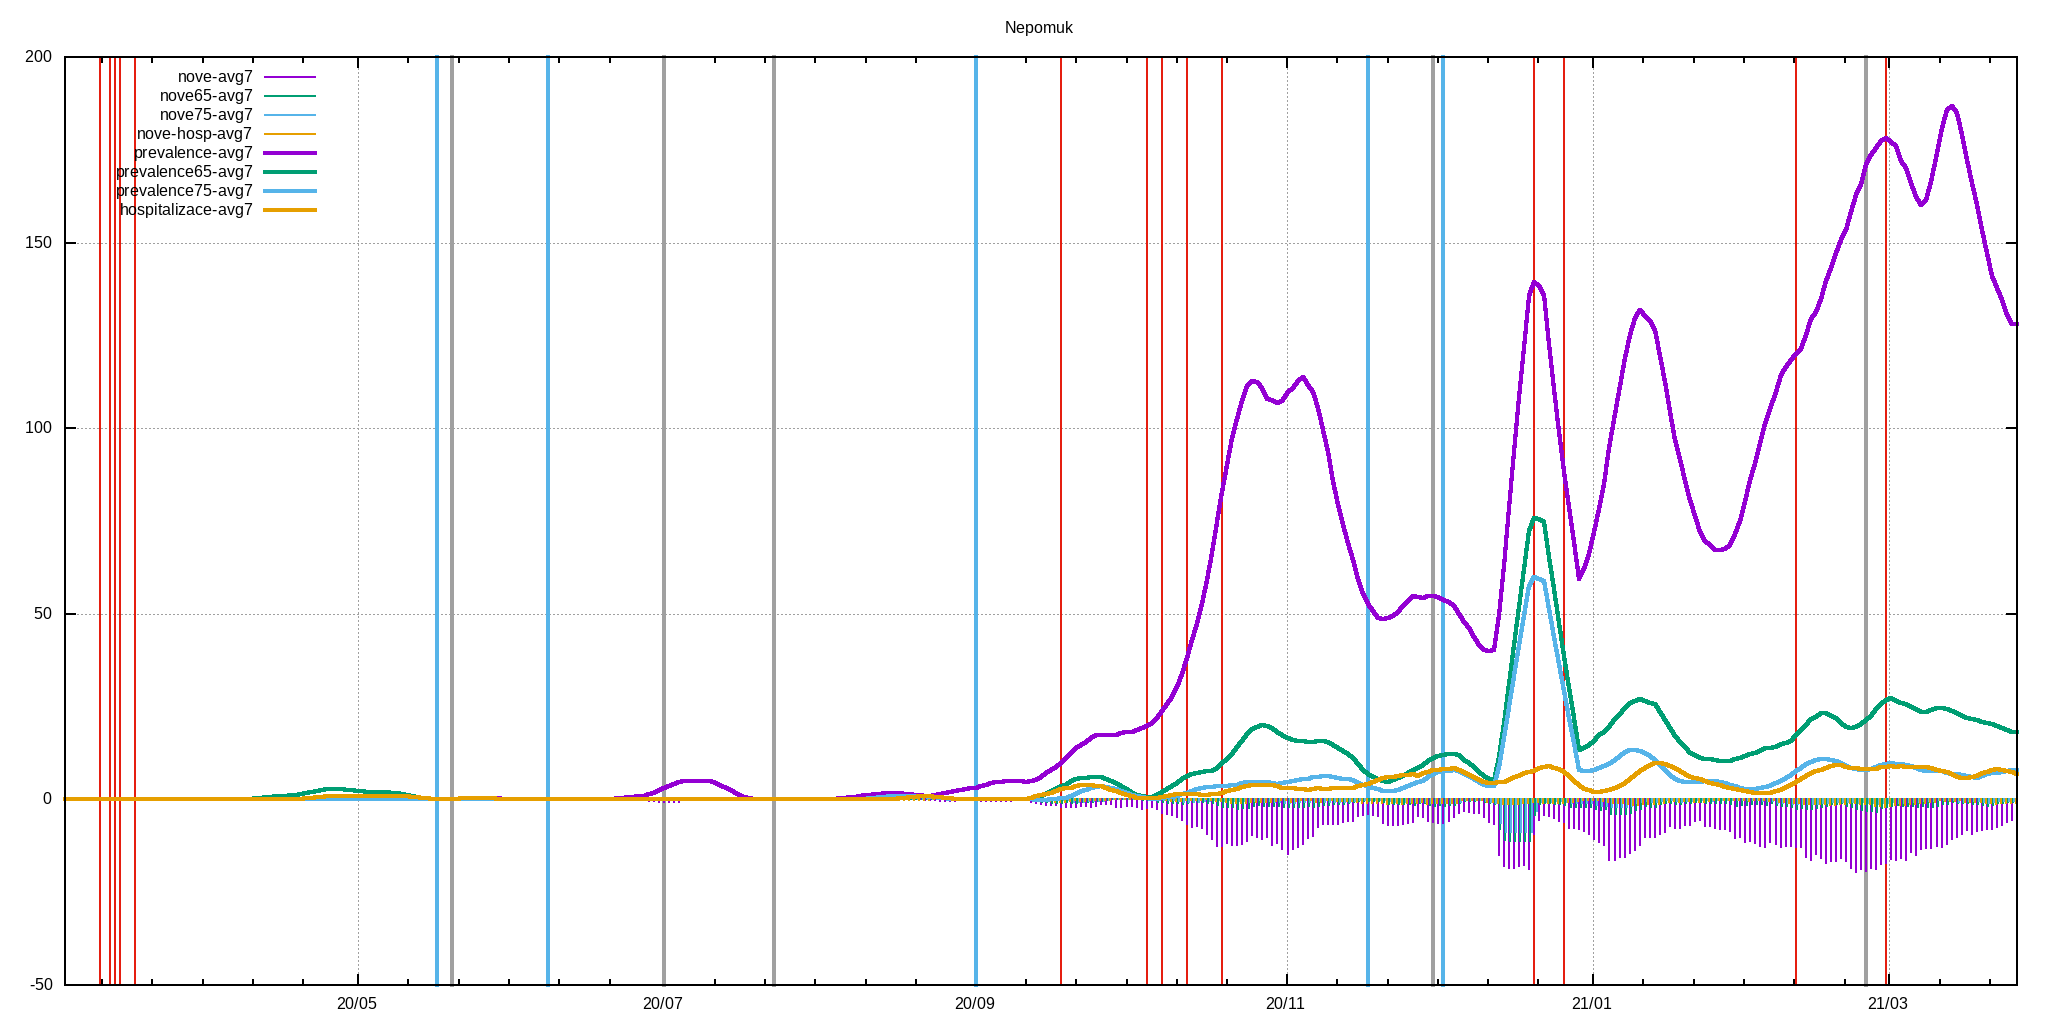 Nepomuk
200
150
100
50
0
-50
nove-avg7
nove65-avg7
nove75-avg7
nove-hosp-avg7
prevalence-avg7
prevalence65-avg7
prevalence75-avg7
hospitalizace-avg7
20/05
20/07
20/09
20/11
21/01
21/03